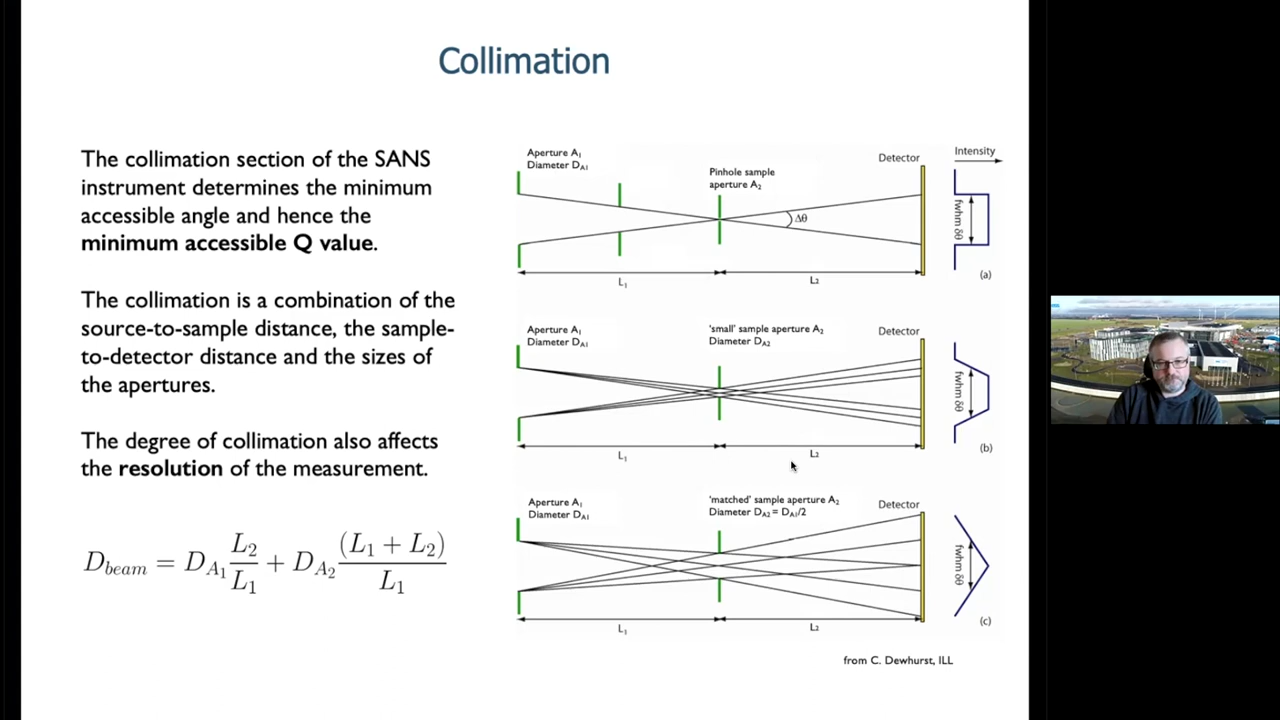 Collimation
The collimation section of the SANS
instrument determines the minimum
accessible angle and hence the
minimum accessible Q value.
The collimation is a combination of the
source-to-sample distance, the sample-
to-detector distance and the sizes of
the apertures.
The degree of collimation also affects
the resolution of the measurement.
D_beam = D_A₁ L₂/L₁ + D_A₂ (L₁ + L₂)/L₁
Aperture A₁
Diameter D_A1
Pinhole sample
aperture A₂
Detector
Intensity
Δθ
fwhm δθ
L₁
L₂
(a)
Aperture A₁
Diameter D_A1
'small' sample aperture A₂
Diameter D_A2
Detector
fwhm δθ
L₁
L₂
(b)
Aperture A₁
Diameter D_A1
'matched' sample aperture A₂
Diameter D_A2 = D_A1/2
Detector
fwhm δθ
L₁
L₂
(c)
from C. Dewhurst, ILL